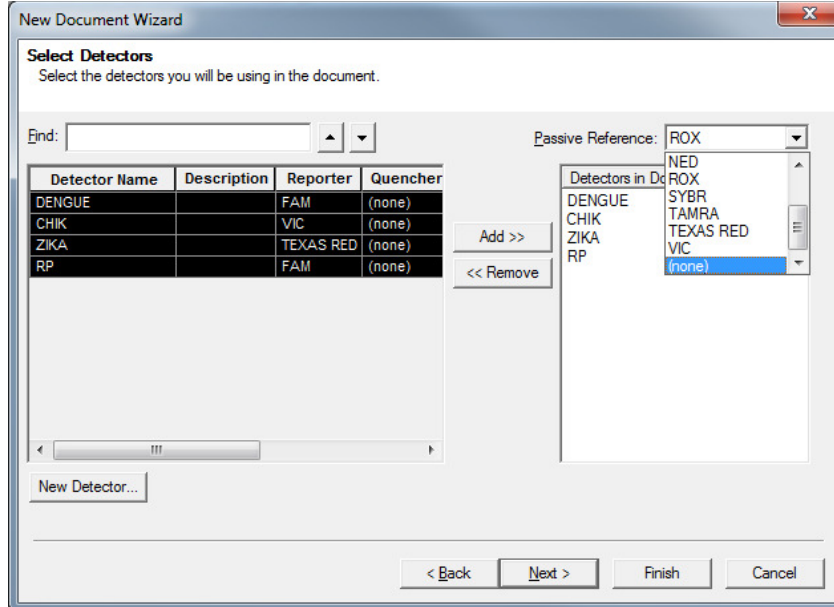 New Document Wizard
Select Detectors
Select the detectors you will be using in the document.
Find:
Passive Reference: ROX
Detector Name Description Reporter Quencher
DENGUE FAM (none)
CHIK VIC (none)
ZIKA TEXAS RED (none)
RP FAM (none)
Add >>
<< Remove
Detectors in Do
DENGUE
CHIK
ZIKA
RP
NED
ROX
SYBR
TAMRA
TEXAS RED
VIC
(none)
New Detector...
< Back Next > Finish Cancel